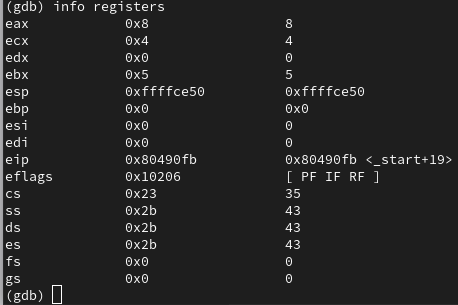 (gdb) info registers
eax 0x8 8
ecx 0x4 4
edx 0x0 0
ebx 0x5 5
esp 0xffffce50 0xffffce50
ebp 0x0 0x0
esi 0x0 0
edi 0x0 0
eip 0x80490fb 0x80490fb <_start+19>
eflags 0x10206 [ PF IF RF ]
cs 0x23 35
ss 0x2b 43
ds 0x2b 43
es 0x2b 43
fs 0x0 0
gs 0x0 0
(gdb)